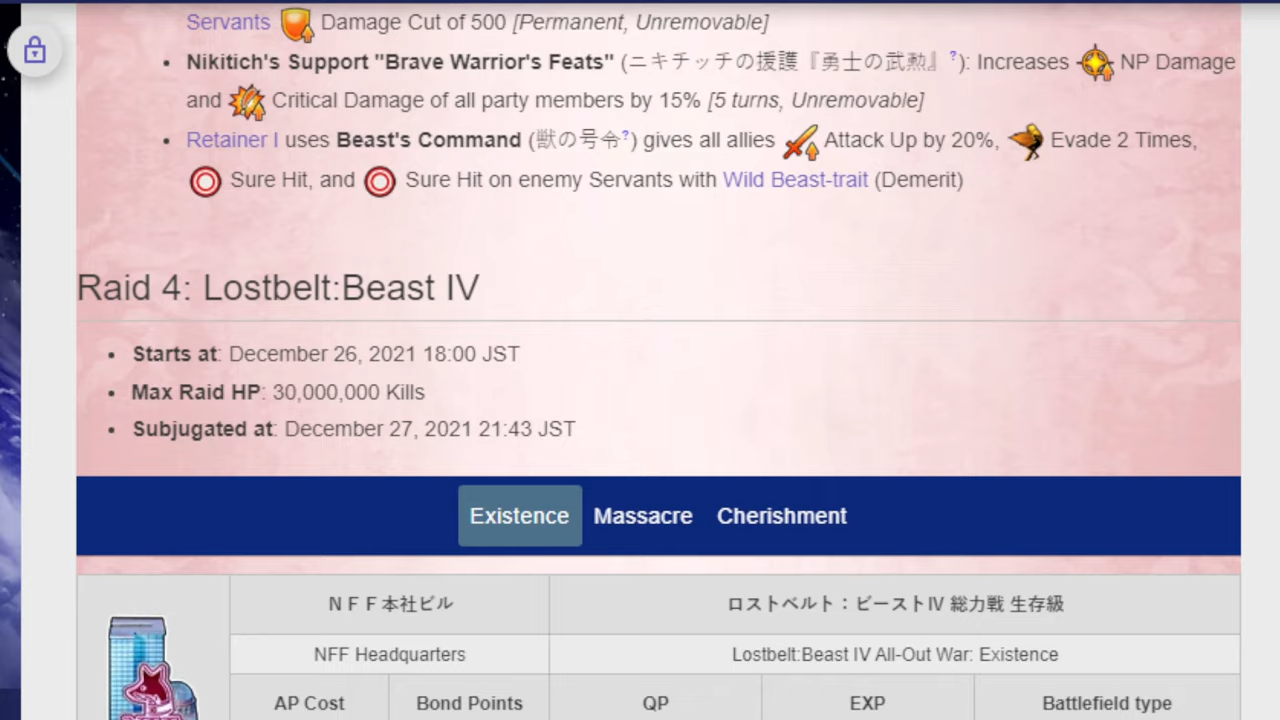 Servants Damage Cut of 500 [Permanent, Unremovable]
• Nikitich's Support "Brave Warrior's Feats" (ニキチッチの援護『勇士の武勲』?): Increases NP Damage
and Critical Damage of all party members by 15% [5 turns, Unremovable]
• Retainer I uses Beast's Command (獣の号令?) gives all allies Attack Up by 20%, Evade 2 Times,
Sure Hit, and Sure Hit on enemy Servants with Wild Beast-trait (Demerit)
Raid 4: Lostbelt:Beast IV
• Starts at: December 26, 2021 18:00 JST
• Max Raid HP: 30,000,000 Kills
• Subjugated at: December 27, 2021 21:43 JST
Existence Massacre Cherishment
ＮＦＦ本社ビル ロストベルト：ビーストⅣ 総力戦 生存級
NFF Headquarters Lostbelt:Beast IV All-Out War: Existence
AP Cost Bond Points QP EXP Battlefield type